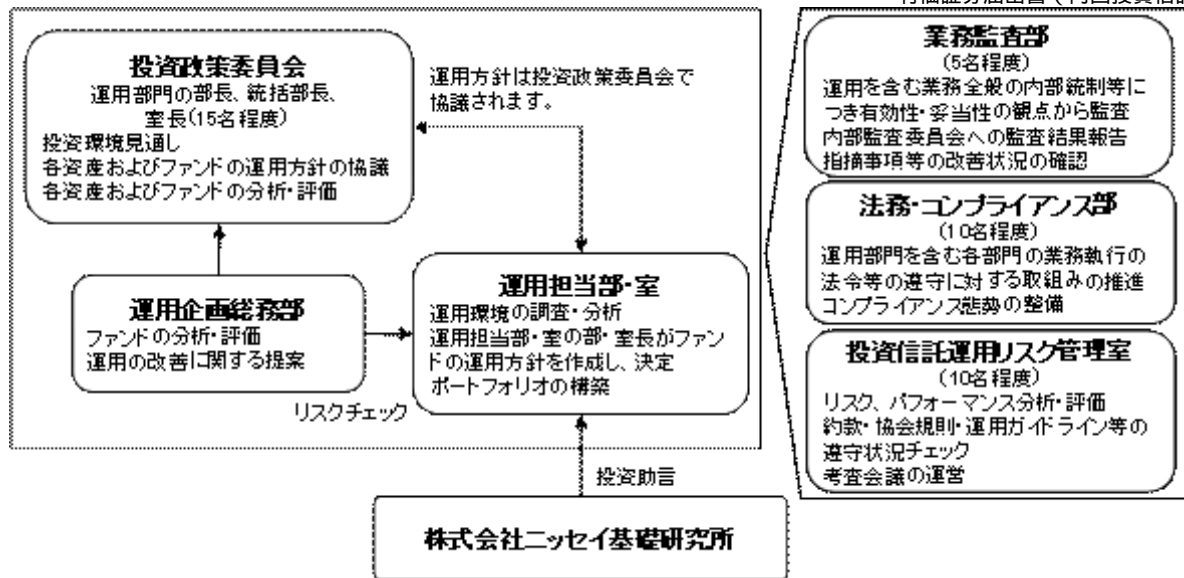 投資政策委員会
運用部門の部長、統括部長、
室長(15名程度)
投資環境見通し
各資産およびファンドの運用方針の協議
各資産およびファンドの分析・評価
運用方針は投資政策委員会で
協議されます。
運用企画総務部
ファンドの分析・評価
運用の改善に関する提案
リスクチェック
運用担当部・室
運用環境の調査・分析
運用担当部・室の部・室長がファン
ドの運用方針を作成し、決定
ポートフォリオの構築
投資助言
株式会社ニッセイ基礎研究所
業務監査部
(5名程度)
運用を含む業務全般の内部統制等に
つき有効性・妥当性の観点から監査
内部監査委員会への監査結果報告
指摘事項等の改善状況の確認
法務・コンプライアンス部
(10名程度)
運用部門を含む各部門の業務執行の
法令等の遵守に対する取組みの推進
コンプライアンス態勢の整備
投資信託運用リスク管理室
(10名程度)
リスク、パフォーマンス分析・評価
約款・協会規則・運用ガイドライン等の
遵守状況チェック
考査会議の運営